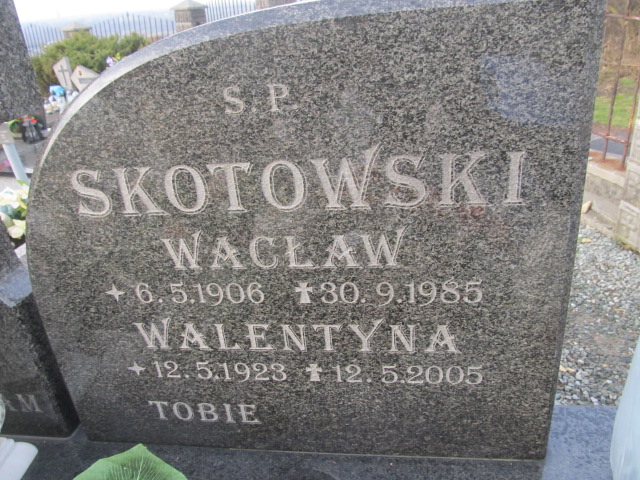 S.P.
SKOTOWSKI
WACŁAW
6.5.1906 30.9.1985
WALENTYNA
12.5.1923 12.5.2005
TOBIE